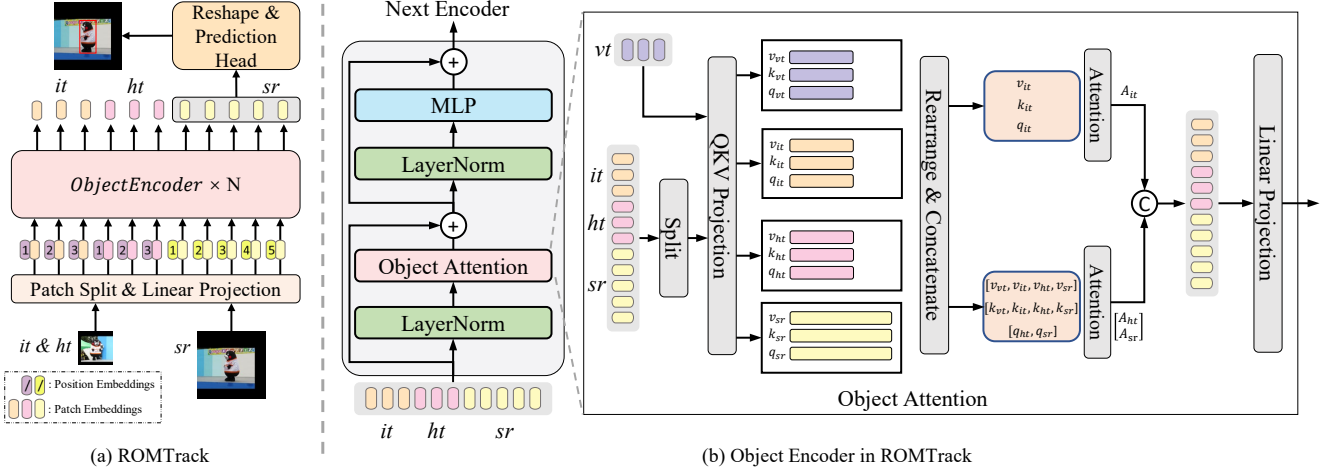 Reshape &
Prediction
Head
it
ht
sr
ObjectEncoder × N
1
2
3
1
2
3
1
2
3
4
5
Patch Split & Linear Projection
it & ht
sr
/ / : Position Embeddings
: Patch Embeddings
(a) ROMTrack
Next Encoder
+
MLP
LayerNorm
+
Object Attention
LayerNorm
it
ht
sr
vt
it
ht
sr
Split
QKV Projection
v_vt
k_vt
q_vt
v_it
k_it
q_it
v_ht
k_ht
q_ht
v_sr
k_sr
q_sr
Rearrange & Concatenate
v_it
k_it
q_it
Attention
A_it
[v_vt, v_it, v_ht, v_sr]
[k_vt, k_it, k_ht, k_sr]
[q_ht, q_sr]
Attention
[A_ht
A_sr]
C
Linear Projection
Object Attention
(b) Object Encoder in ROMTrack